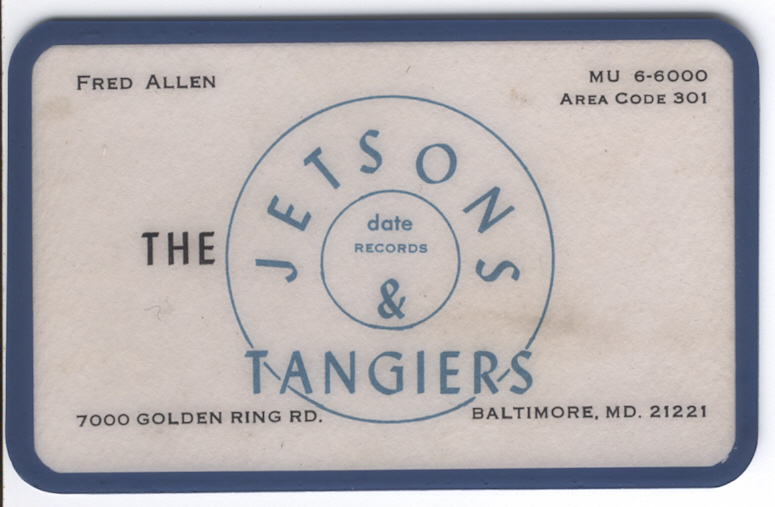 FRED ALLEN
MU 6-6000
AREA CODE 301
THE
JETSONS
date
RECORDS
&
TANGIERS
7000 GOLDEN RING RD.
BALTIMORE, MD. 21221